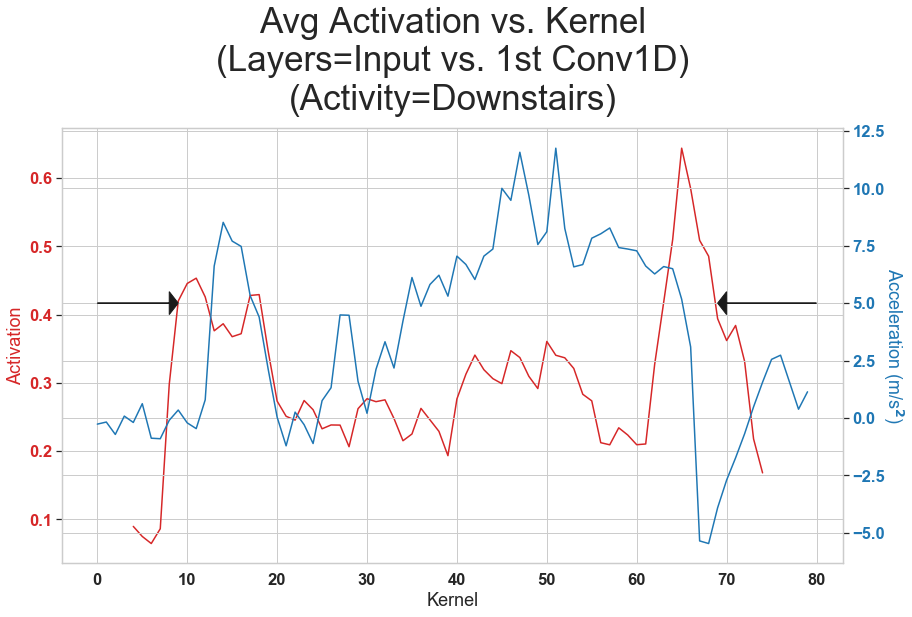 Avg Activation vs. Kernel
(Layers=Input vs. 1st Conv1D)
(Activity=Downstairs)
12.5
0.6
10.0
0.5
7.5
0.4
5.0
0.3
2.5
0.2
0.0
0.1
−2.5
−5.0
Activation
Acceleration (m/s²)
0 10 20 30 40 50 60 70 80
Kernel